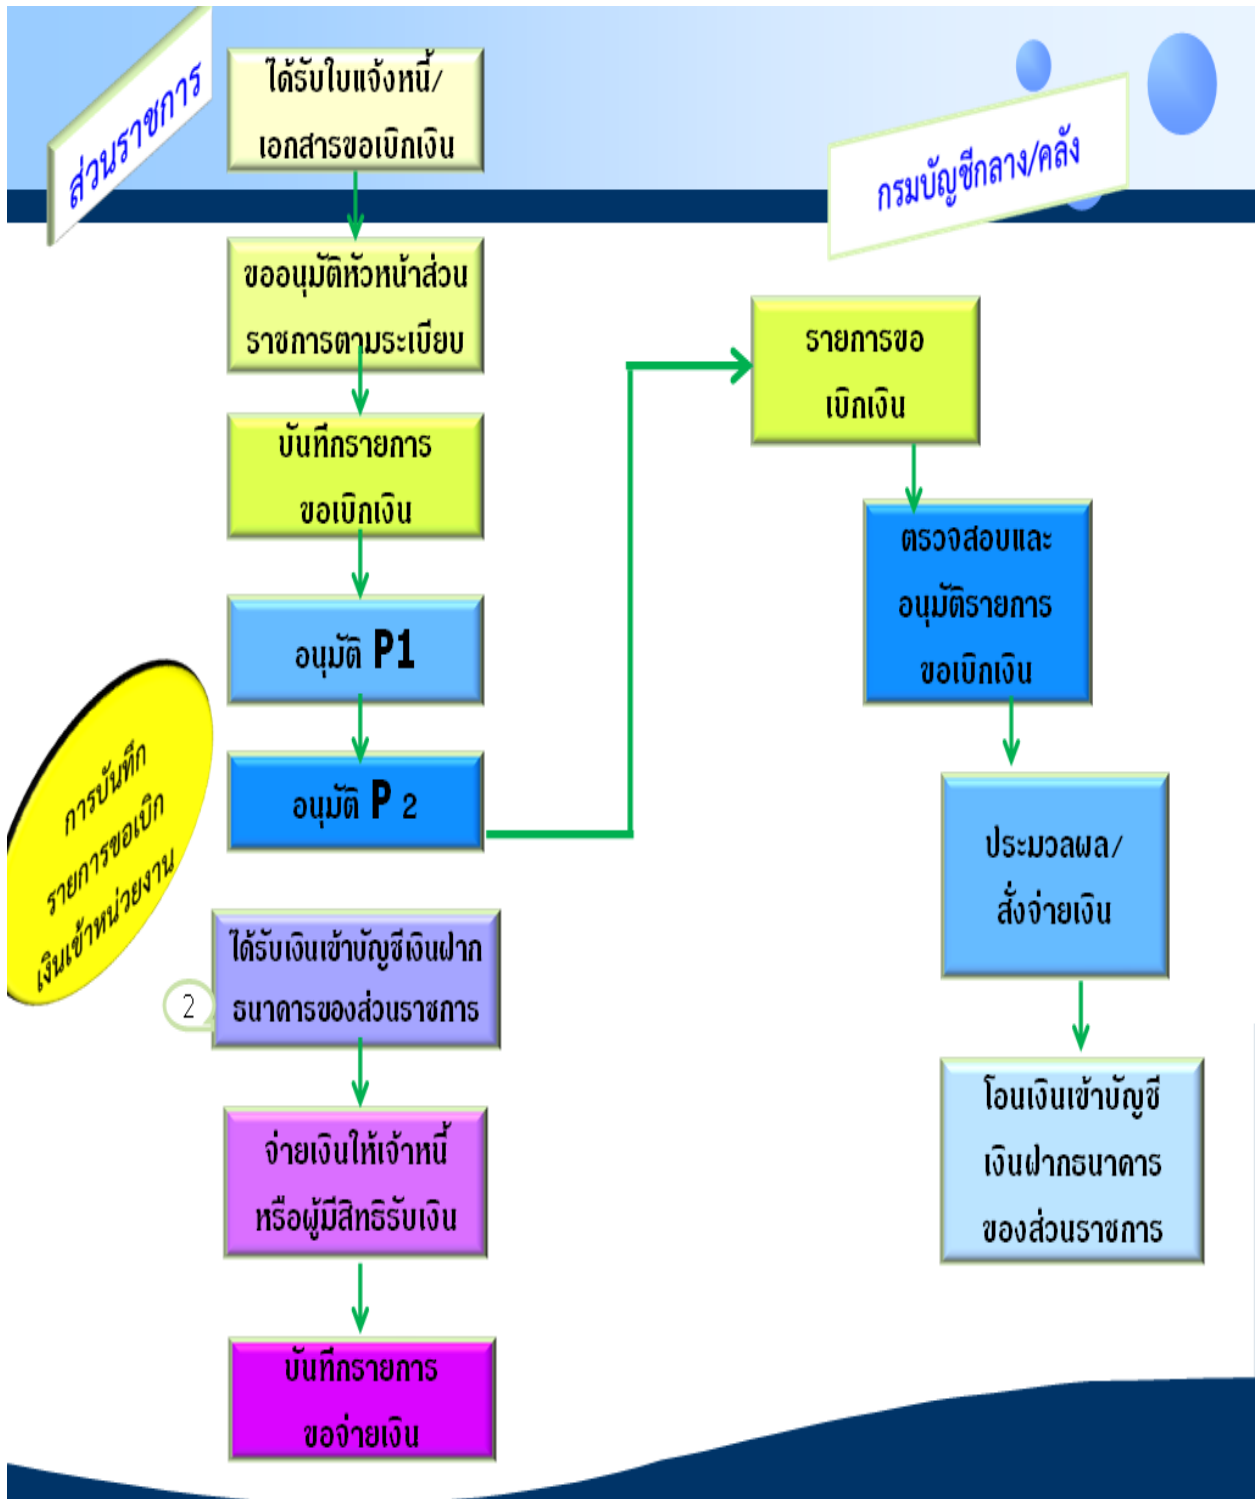 ส่วนราชการ
ได้รับใบแจ้งหนี้/
เอกสารขอเบิกเงิน
ขออนุมัติหัวหน้าส่วน
ราชการตามระเบียบ
บันทึกรายการ
ขอเบิกเงิน
อนุมัติ P1
อนุมัติ P 2
การบันทึก
รายการขอเบิก
เงินเข้าหน่วยงาน
2
ได้รับเงินเข้าบัญชีเงินฝาก
ธนาคารของส่วนราชการ
จ่ายเงินให้เจ้าหนี้
หรือผู้มีสิทธิรับเงิน
บันทึกรายการ
ขอจ่ายเงิน
กรมบัญชีกลาง/คลัง
รายการขอ
เบิกเงิน
ตรวจสอบและ
อนุมัติรายการ
ขอเบิกเงิน
ประมวลผล/
สั่งจ่ายเงิน
โอนเงินเข้าบัญชี
เงินฝากธนาคาร
ของส่วนราชการ